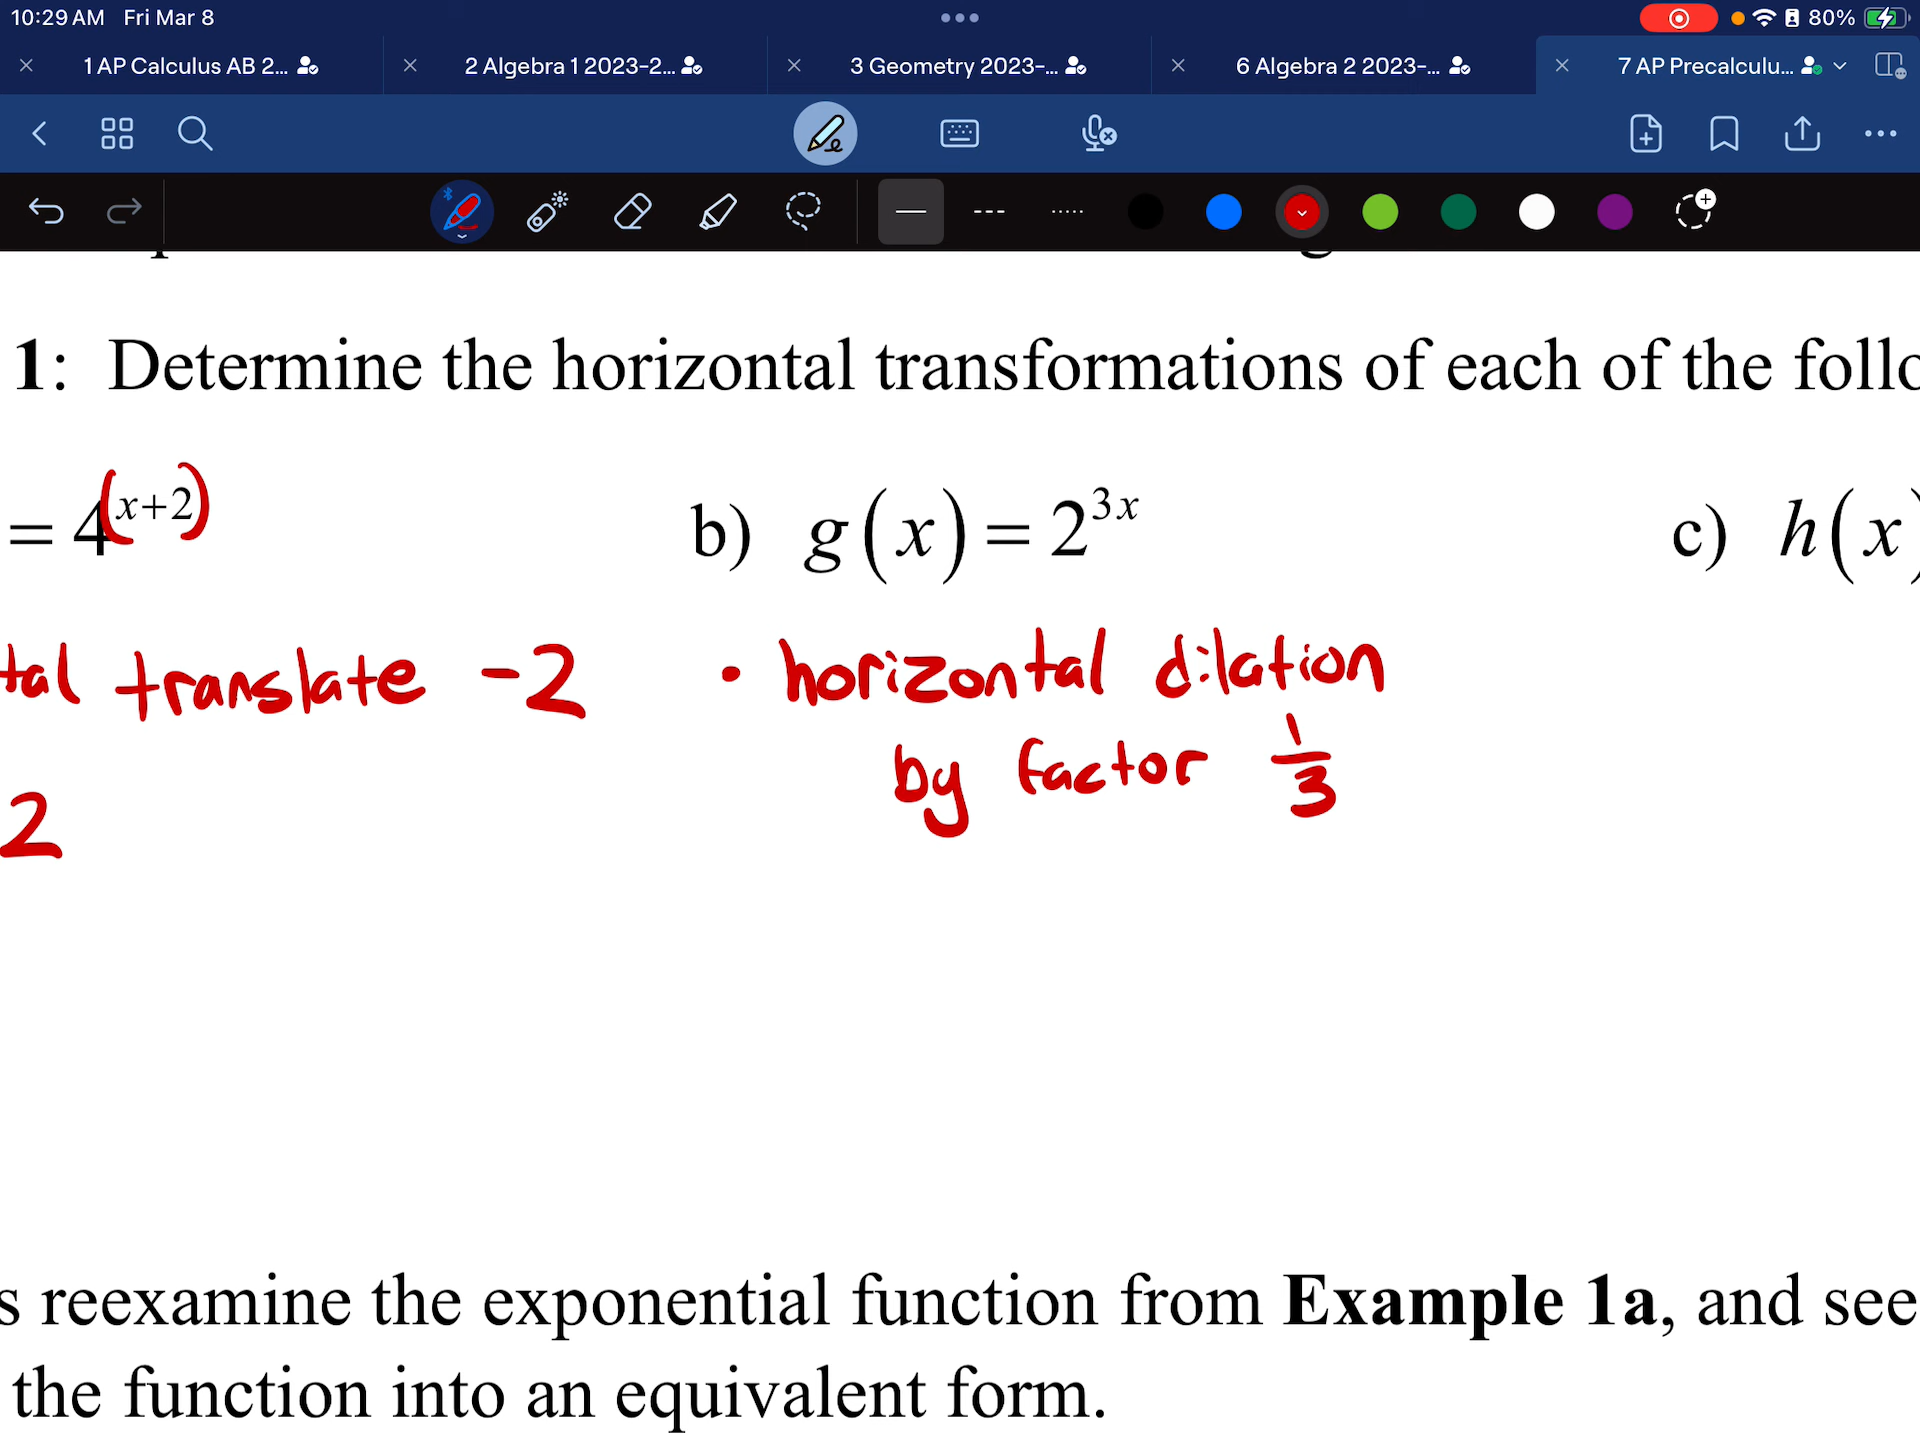 10:29 AM Fri Mar 8
80%
1 AP Calculus AB 2...
2 Algebra 1 2023-2...
3 Geometry 2023-...
6 Algebra 2 2023-...
7 AP Precalculu...
1: Determine the horizontal transformations of each of the follo
= 4^(x+2)
b) g(x) = 2^3x
c) h(x)
tal translate -2
• horizontal dilation
by factor 1/3
2
s reexamine the exponential function from Example 1a, and see
the function into an equivalent form.